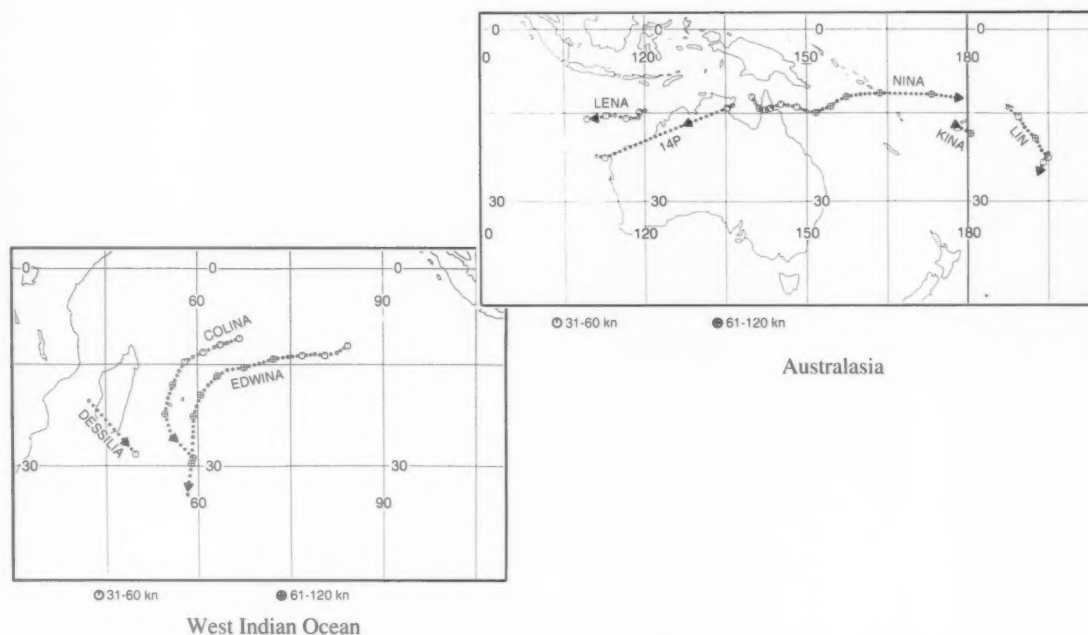 0 0 0
120 150 180
NINA
LENA
14P
KINA
LIN
30 30 30
120 150 180
31-60 kn 61-120 kn
Australasia
0 0 0
60 90
COLINA
EDWINA
DESSILIA
30 30 30
60 90
31-60 kn 61-120 kn
West Indian Ocean